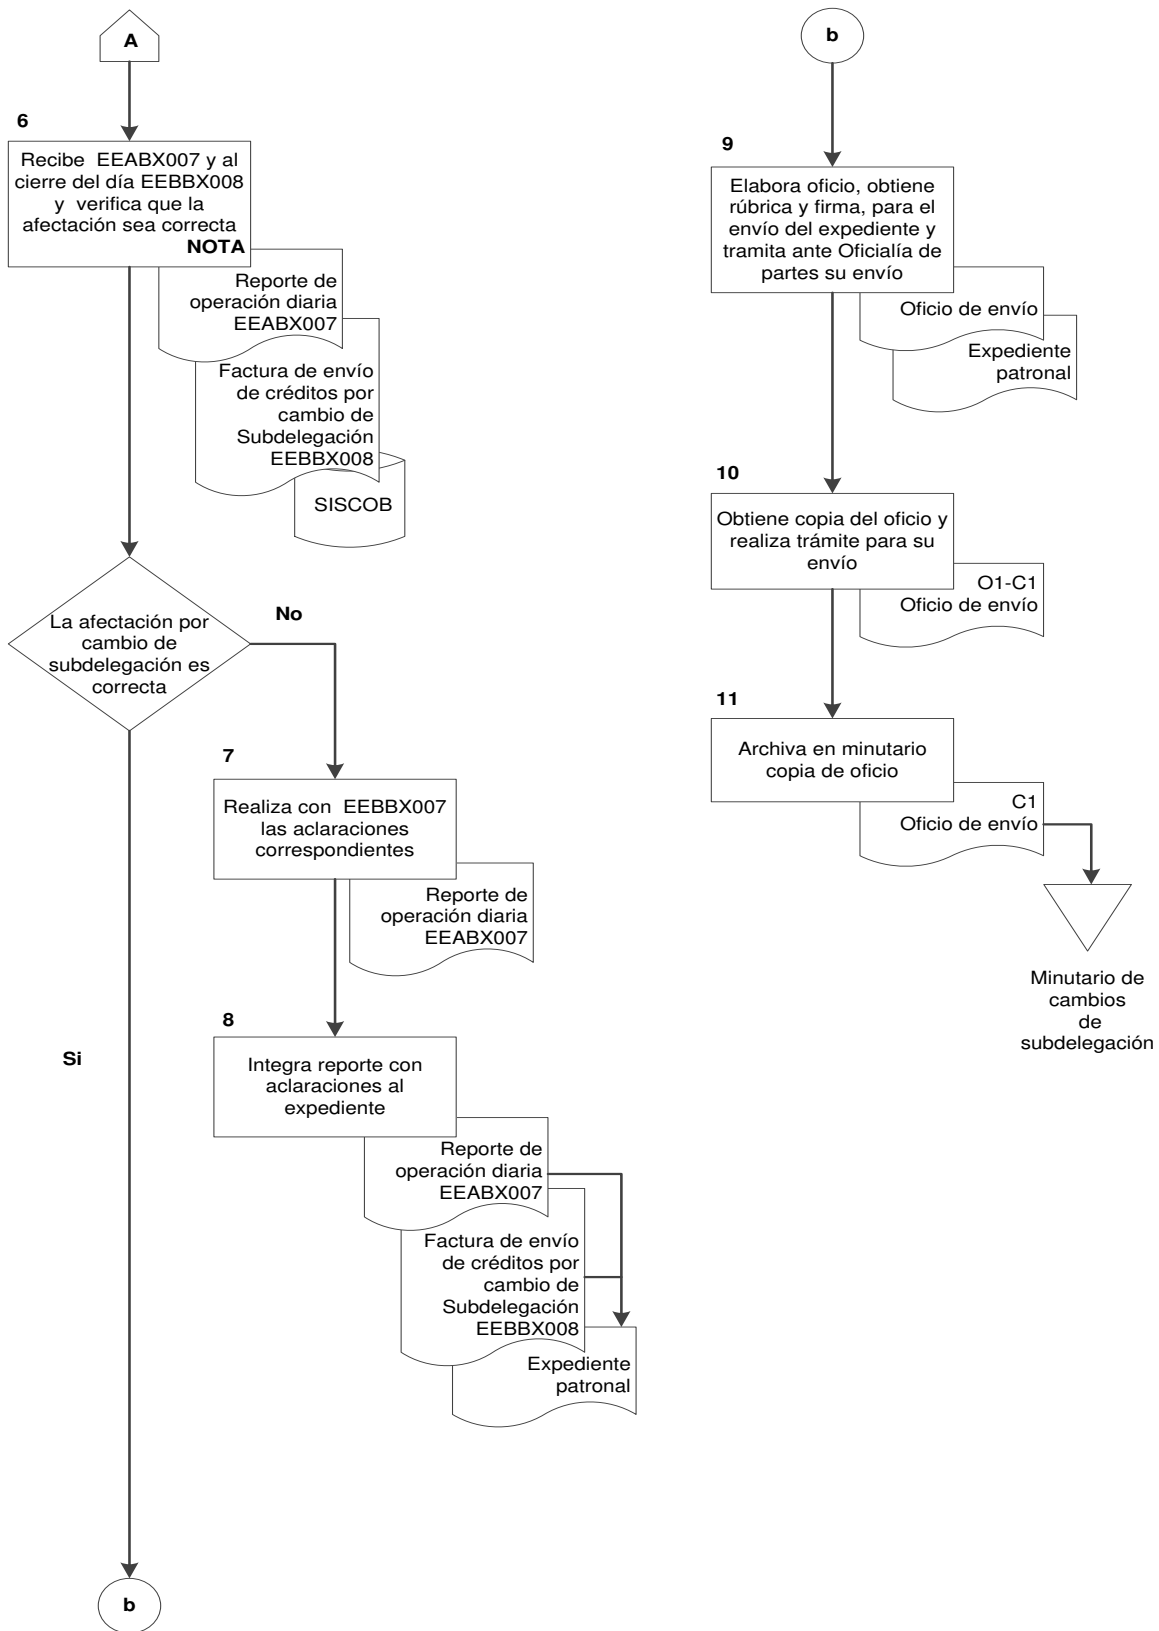 A
6
Recibe EEABX007 y al
cierre del día EEBBX008
y verifica que la
afectación sea correcta
NOTA
Reporte de
operación diaria
EEABX007
Factura de envío
de créditos por
cambio de
Subdelegación
EEBBX008
SISCOB
La afectación por
cambio de
subdelegación es
correcta
No
7
Realiza con EEBBX007
las aclaraciones
correspondientes
Reporte de
operación diaria
EEABX007
8
Integra reporte con
aclaraciones al
expediente
Si
Reporte de
operación diaria
EEABX007
Factura de envío
de créditos por
cambio de
Subdelegación
EEBBX008
Expediente
patronal
b
b
9
Elabora oficio, obtiene
rúbrica y firma, para el
envío del expediente y
tramita ante Oficialía de
partes su envío
Oficio de envío
Expediente
patronal
10
Obtiene copia del oficio y
realiza trámite para su
envío
O1-C1
Oficio de envío
11
Archiva en minutario
copia de oficio
C1
Oficio de envío
Minutario de
cambios
de
subdelegación